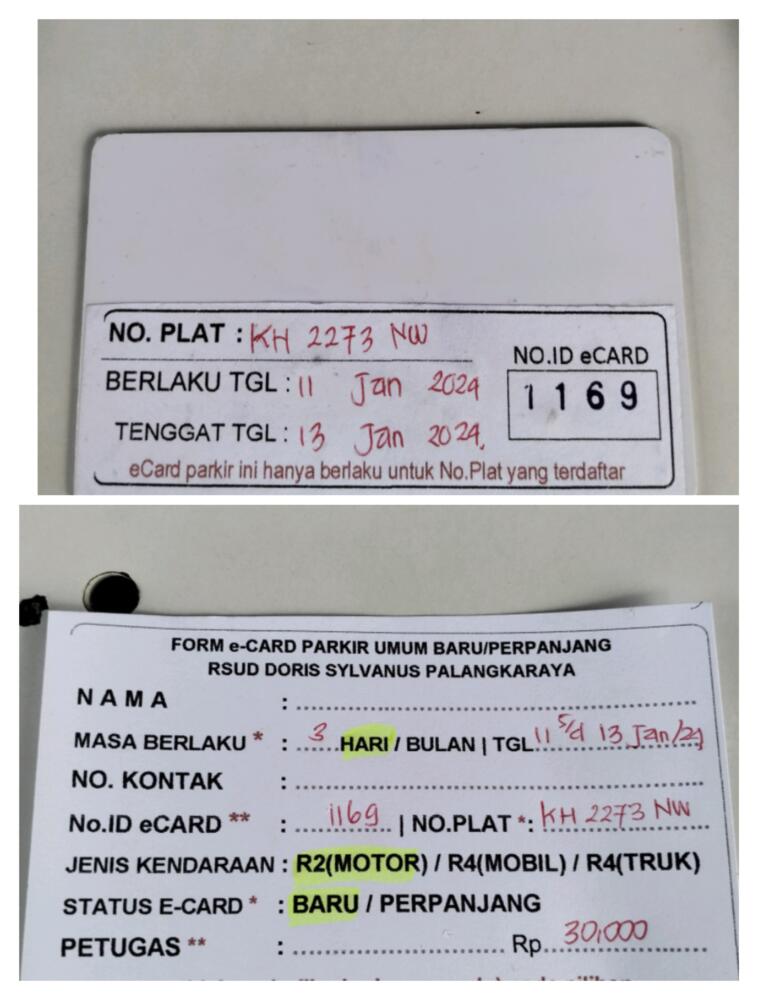 NO. PLAT : KH 2273 NW
BERLAKU TGL : 11 Jan 2024
TENGGAT TGL : 13 Jan 2024,
NO.ID eCARD
1169
eCard parkir ini hanya berlaku untuk No.Plat yang terdaftar
FORM e-CARD PARKIR UMUM BARU/PERPANJANG
RSUD DORIS SYLVANUS PALANGKARAYA
NAMA : ........................................
MASA BERLAKU * : ....3....HARI / BULAN | TGL..11 s/d 13 Jan/24
NO. KONTAK : ........................................
No.ID eCARD ** : ....1169.... | NO.PLAT *: KH 2273 NW
JENIS KENDARAAN : R2(MOTOR) / R4(MOBIL) / R4(TRUK)
STATUS E-CARD * : BARU / PERPANJANG
PETUGAS ** : ........................... Rp....30,000.......